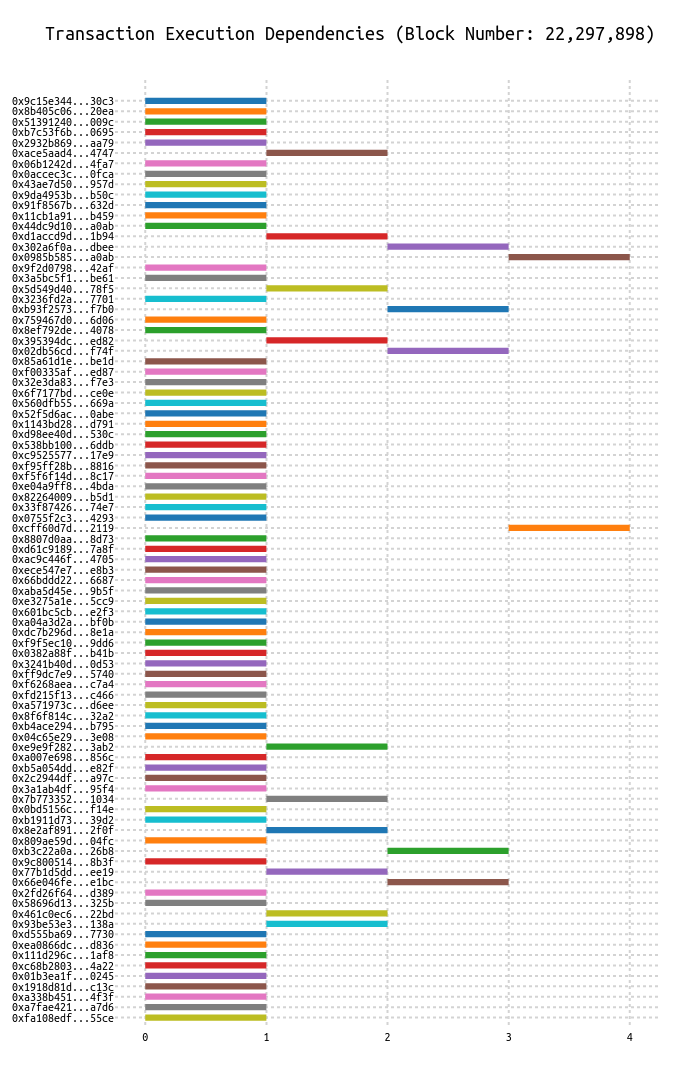 Transaction Execution Dependencies (Block Number: 22,297,898)
0x9c15e344...30c3
0x8b405c06...20ea
0x51391240...009c
0xb7c53f6b...0695
0x2932b869...aa79
0xace5aad4...4747
0x06b1242d...4fa7
0x0accec3c...0fca
0x43ae7d50...957d
0x9da4953b...b50c
0x91f8567b...632d
0x11cb1a91...b459
0x44dc9d10...a0ab
0xd1accd9d...1b94
0x302a6f0a...dbee
0x0985b585...a0ab
0x9f2d0798...42af
0x3a5bc5f1...be61
0x5d549d40...78f5
0x3236fd2a...7701
0xb93f2573...f7b0
0x759467d0...6d06
0x8ef792de...4078
0x395394dc...ed82
0x02db56cd...f74f
0x85a61d1e...be1d
0xf00335af...ed87
0x32e3da83...f7e3
0x6f7177bd...ce0e
0x560dfb55...669a
0x52f5d6ac...0abe
0x1143bd28...d791
0xd98ee40d...530c
0x538bb100...6ddb
0xc9525577...17e9
0xf95ff28b...8816
0xf5f6f14d...8c17
0xe04a9ff8...4bda
0x82264009...b5d1
0x33f87426...74e7
0x0755f2c3...4293
0xcff60d7d...2119
0x8807d0aa...8d73
0xd61c9189...7a8f
0xac9c446f...4705
0xece547e7...e8b3
0x66bddd22...6687
0xaba5d45e...9b5f
0xe3275a1e...5cc9
0x601bc5cb...e2f3
0xa04a3d2a...bf0b
0xdc7b296d...8e1a
0xf9f5ec10...9dd6
0x0382a88f...b41b
0x3241b40d...0d53
0xff9dc7e9...5740
0xf6268aea...c7a4
0xfd215f13...c466
0xa571973c...d6ee
0x8f6f814c...32a2
0xb4ace294...b795
0x04c65e29...3e08
0xe9e9f282...3ab2
0xa007e698...856c
0xb5a054dd...e82f
0x2c2944df...a97c
0x3a1ab4df...95f4
0x7b773352...1034
0x0bd5156c...f14e
0xb1911d73...39d2
0x8e2af891...2f0f
0x809ae59d...04fc
0xb3c22a0a...26b8
0x9c800514...8b3f
0x77b1d5dd...ee19
0x66e046fe...e1bc
0x2fd26f64...d389
0x58696d13...325b
0x461c0ec6...22bd
0x93be53e3...138a
0xd555ba69...7730
0xea0866dc...d836
0x111d296c...1af8
0xc68b2803...4a22
0x01b3ea1f...0245
0x1918d81d...c13c
0xa338b451...4f3f
0xa7fae421...a7d6
0xfa108edf...55ce
0 1 2 3 4